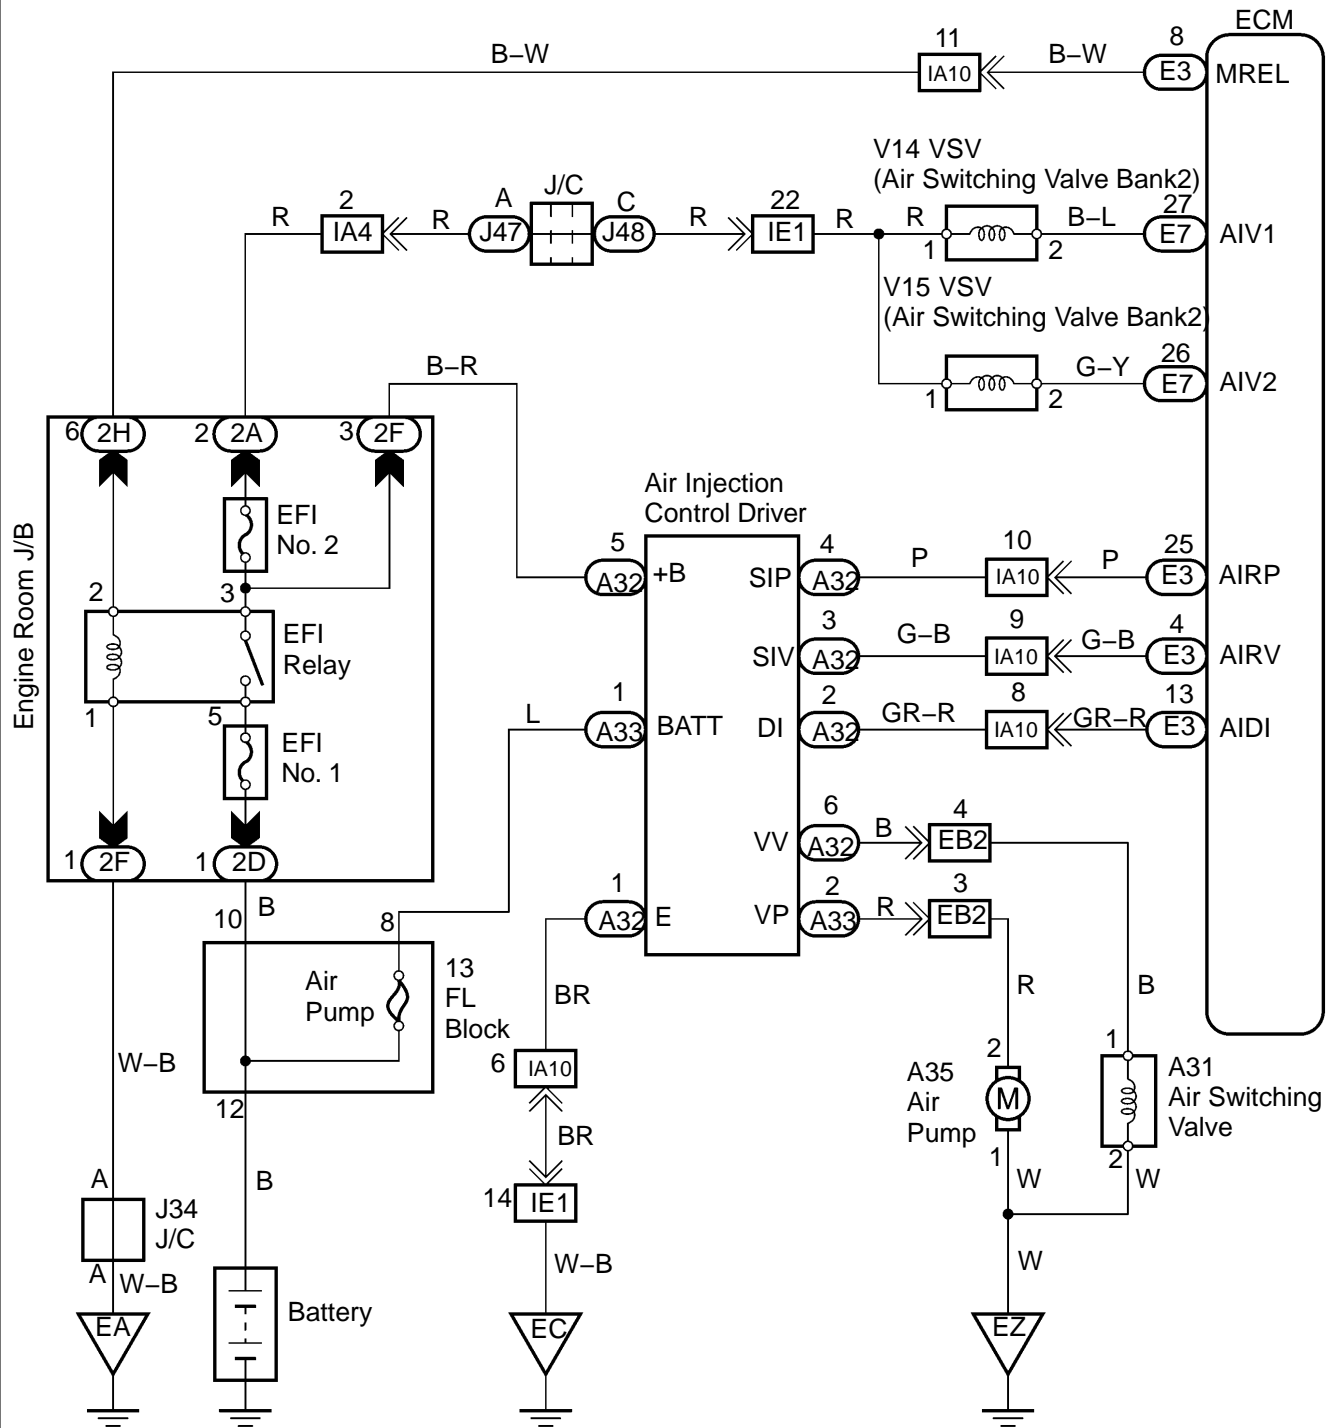 ECM
11
8
B–W
IA10
B–W
E3
MREL
V14 VSV
(Air Switching Valve Bank2)
2
A
J/C
C
22
27
R
IA4
R
J47
J48
R
IE1
R
R
B–L
E7
AIV1
1
2
V15 VSV
(Air Switching Valve Bank2)
26
B–R
G–Y
E7
AIV2
1
2
6
2H
2
2A
3
2F
Engine Room J/B
EFI
No. 2
2
3
EFI
Relay
1
5
EFI
No. 1
1
2F
1
2D
Air Injection
Control Driver
5
A32
+B
SIP
4
A32
P
10
IA10
P
25
E3
AIRP
SIV
3
A32
G–B
9
IA10
G–B
4
E3
AIRV
L
1
A33
BATT
DI
2
A32
GR–R
8
IA10
GR–R
13
E3
AIDI
VV
6
A32
B
4
EB2
1
A32
E
VP
2
A33
R
3
EB2
10
B
8
Air
Pump
13
FL
Block
12
W–B
BR
6
IA10
BR
14
IE1
W–B
EC
R
B
2
A35
Air
Pump
M
1
W
1
A31
Air Switching
Valve
2
W
W
EZ
A
J34
J/C
A
W–B
EA
B
Battery